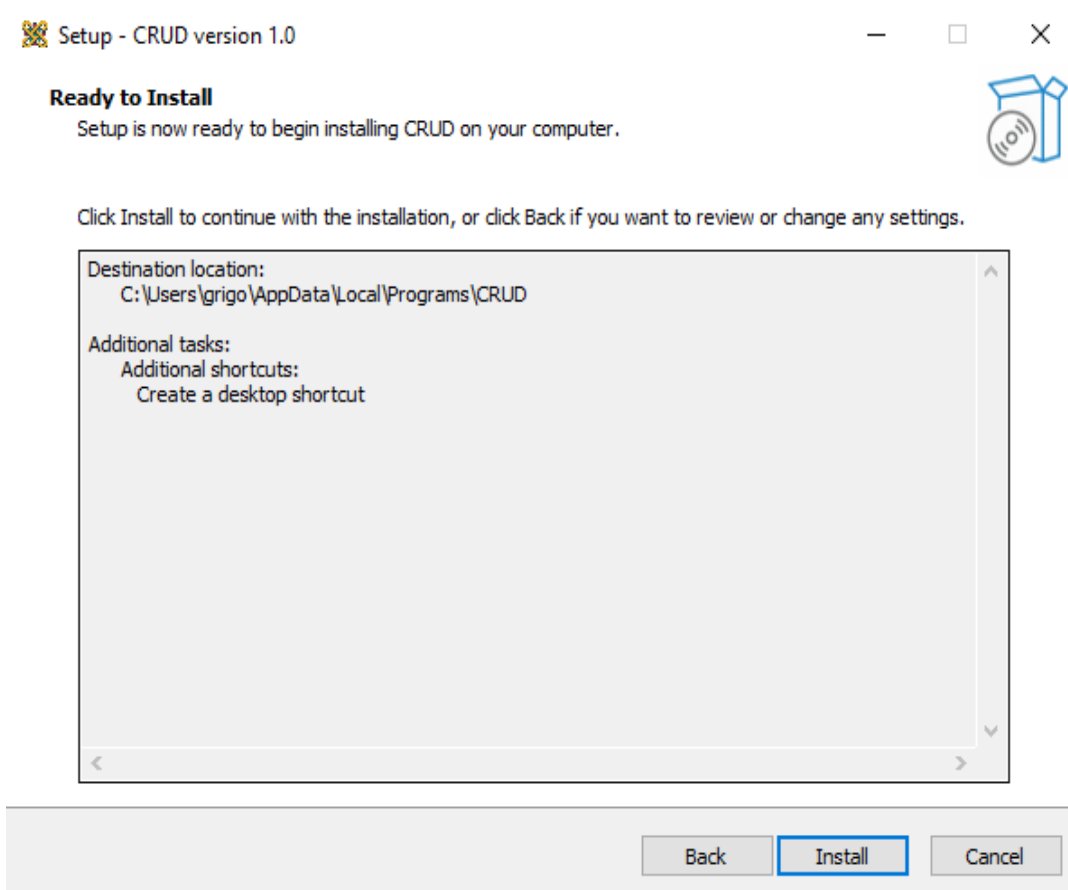 Setup - CRUD version 1.0
Ready to Install
Setup is now ready to begin installing CRUD on your computer.
Click Install to continue with the installation, or click Back if you want to review or change any settings.
Destination location:
C:\Users\grigo\AppData\Local\Programs\CRUD
Additional tasks:
Additional shortcuts:
Create a desktop shortcut
Back Install Cancel